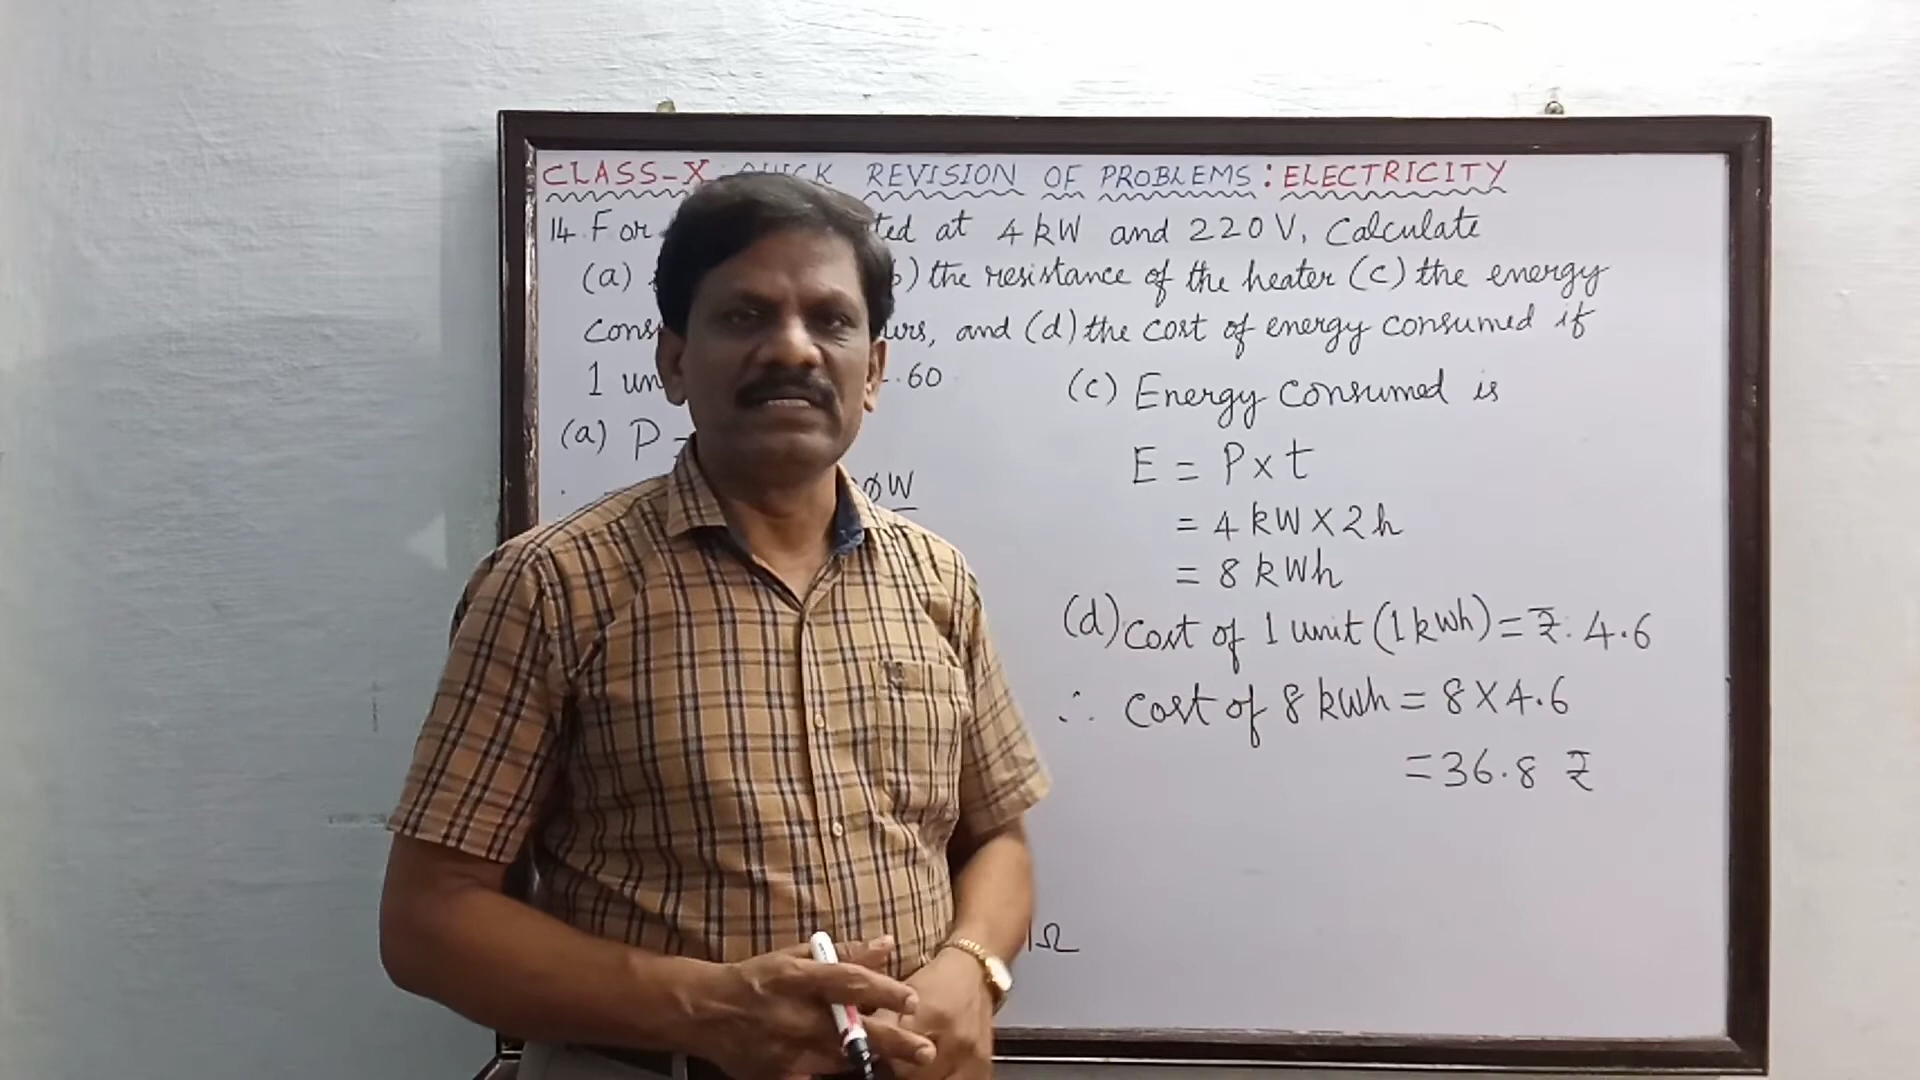 CLASS-X QUICK REVISION OF PROBLEMS : ELECTRICITY
14. For ted at 4 kW and 220 V, Calculate
(a) b) the resistance of the heater (c) the energy
cons urs, and (d) the cost of energy consumed if
1 un .60
(a) P =
W
Ω
(c) Energy consumed is
E = P x t
= 4 kW X 2 h
= 8 kWh
(d) Cost of 1 unit (1 kWh) = ₹. 4.6
∴ Cost of 8 kWh = 8 X 4.6
= 36.8 ₹